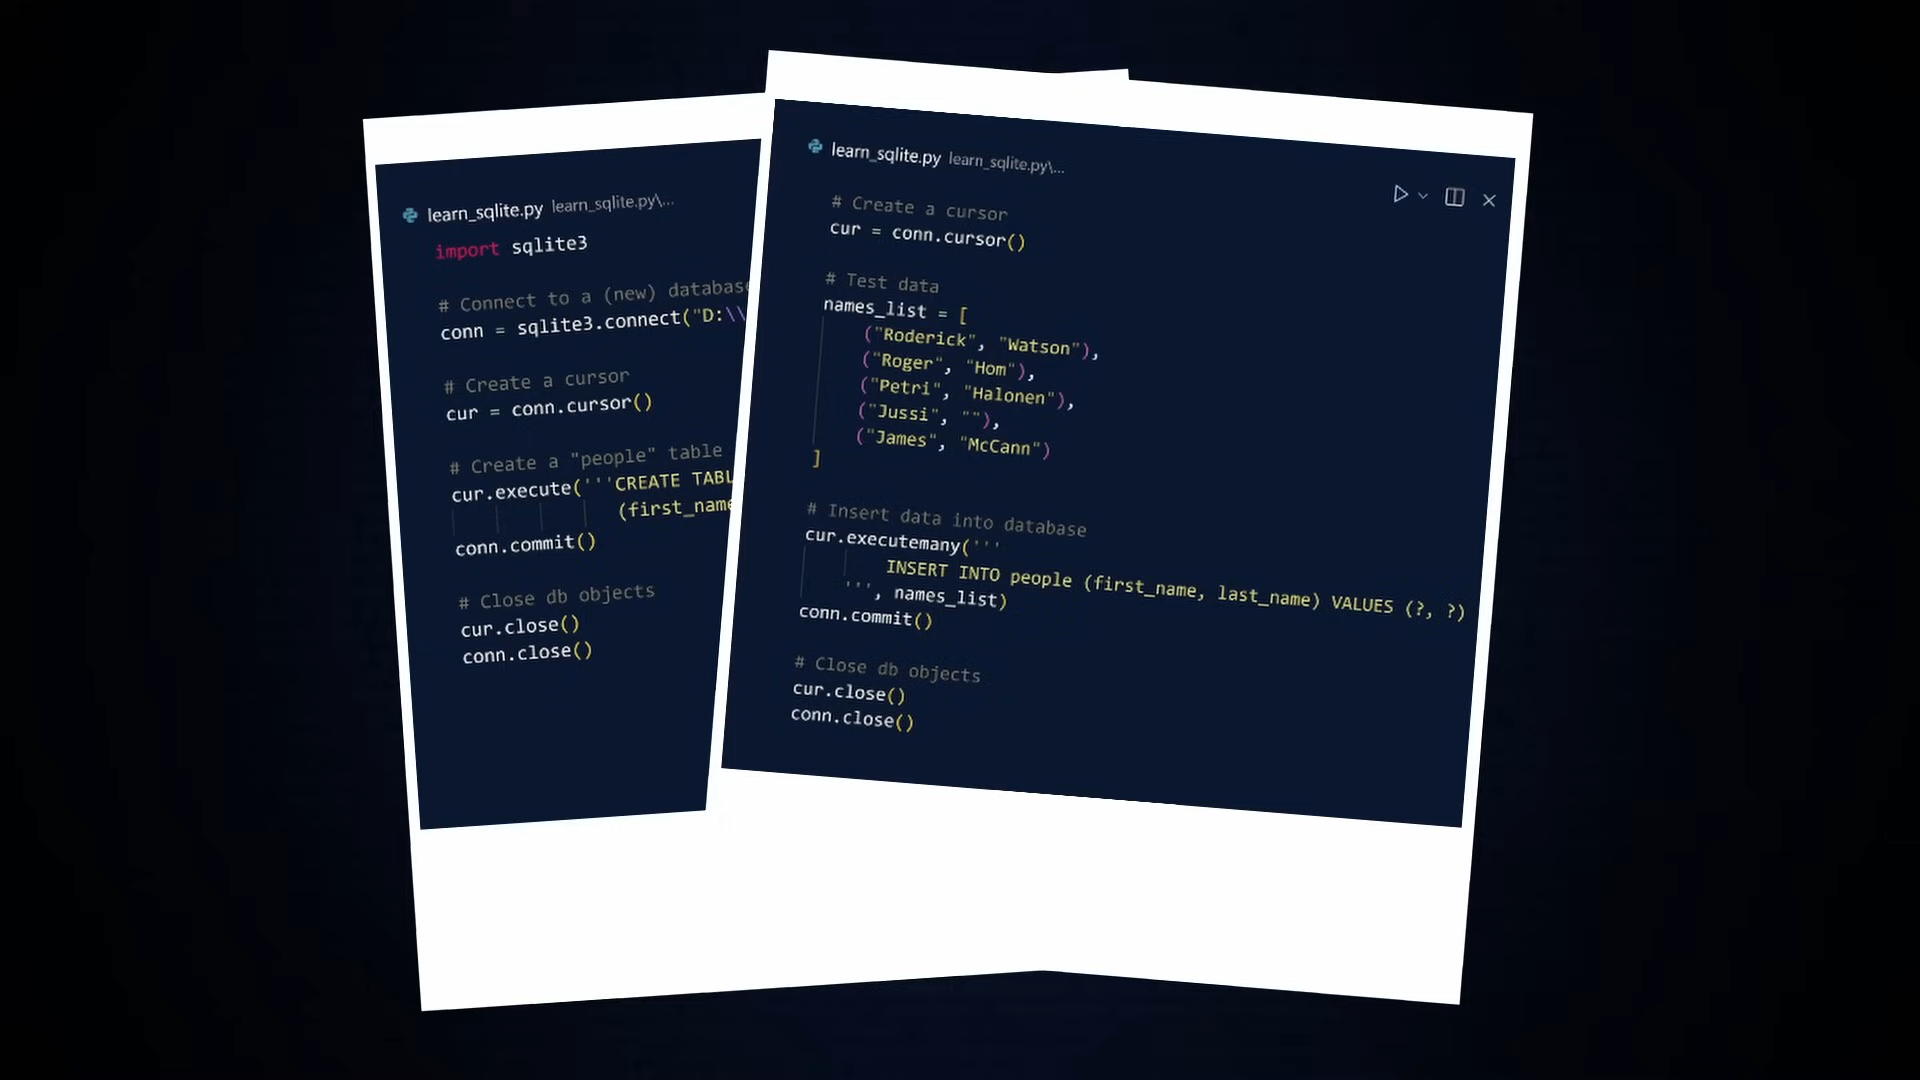 learn_sqlite.py learn_sqlite.py\...
import sqlite3
# Connect to a (new) database
conn = sqlite3.connect("D:\\
# Create a cursor
cur = conn.cursor()
# Create a "people" table
cur.execute('''CREATE TABL
(first_name
conn.commit()
# Close db objects
cur.close()
conn.close()
learn_sqlite.py learn_sqlite.py\...
# Create a cursor
cur = conn.cursor()
# Test data
names_list = [
("Roderick", "Watson"),
("Roger", "Hom"),
("Petri", "Halonen"),
("Jussi", ""),
("James", "McCann")
]
# Insert data into database
cur.executemany('''
INSERT INTO people (first_name, last_name) VALUES (?, ?)
''', names_list)
conn.commit()
# Close db objects
cur.close()
conn.close()